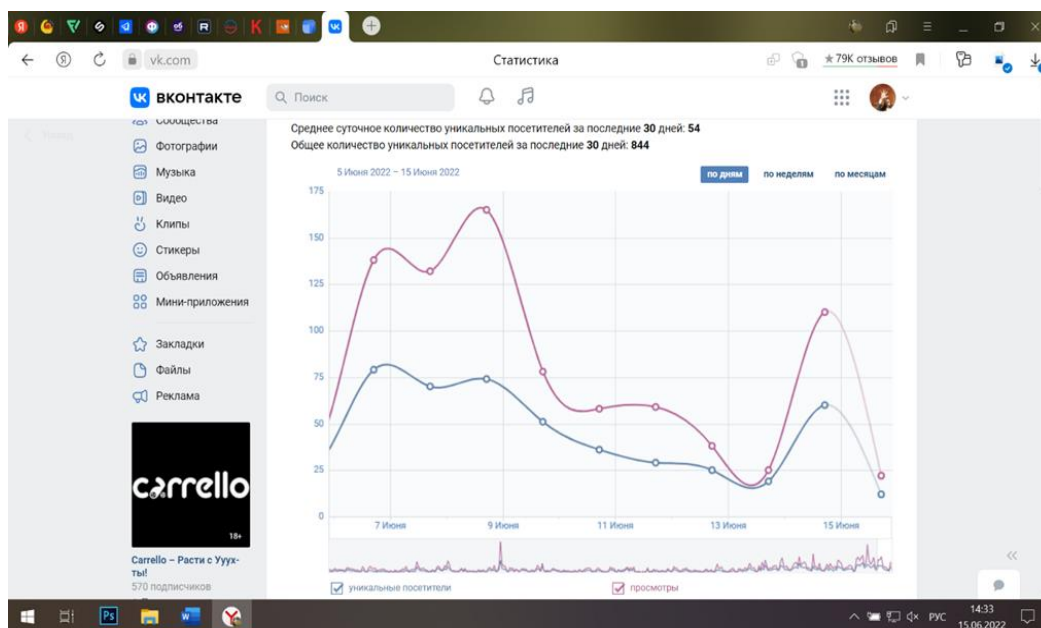 vk.com
Статистика
★ 79K отзывов
вконтакте
Поиск
Сообщества
Фотографии
Музыка
Видео
Клипы
Стикеры
Объявления
Мини-приложения
Закладки
Файлы
Реклама
carrello
18+
Carrello – Расти с Ууух-
ты!
570 подписчиков
Среднее суточное количество уникальных посетителей за последние 30 дней: 54
Общее количество уникальных посетителей за последние 30 дней: 844
5 Июня 2022 – 15 Июня 2022
по дням
по неделям
по месяцам
175
150
125
100
75
50
25
0
7 Июня
9 Июня
11 Июня
13 Июня
15 Июня
уникальные посетители
просмотры
Ps
W
РУС
14:33
15.06.2022